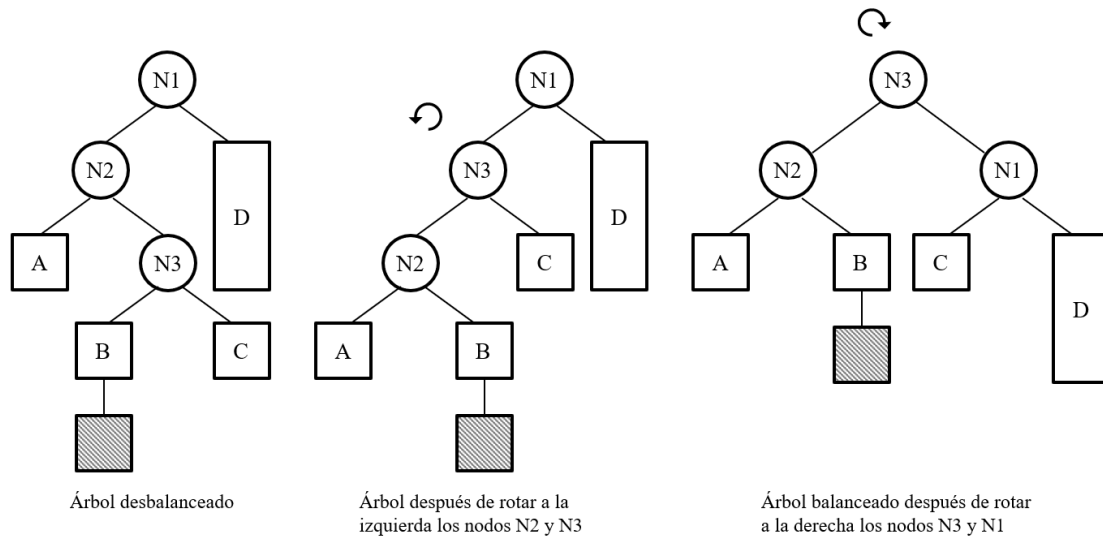 N1
N2
D
A
N3
B
C
Árbol desbalanceado
N1
N3
D
N2
C
A
B
Árbol después de rotar a la
izquierda los nodos N2 y N3
N3
N2
N1
A
B
C
D
Árbol balanceado después de rotar
a la derecha los nodos N3 y N1